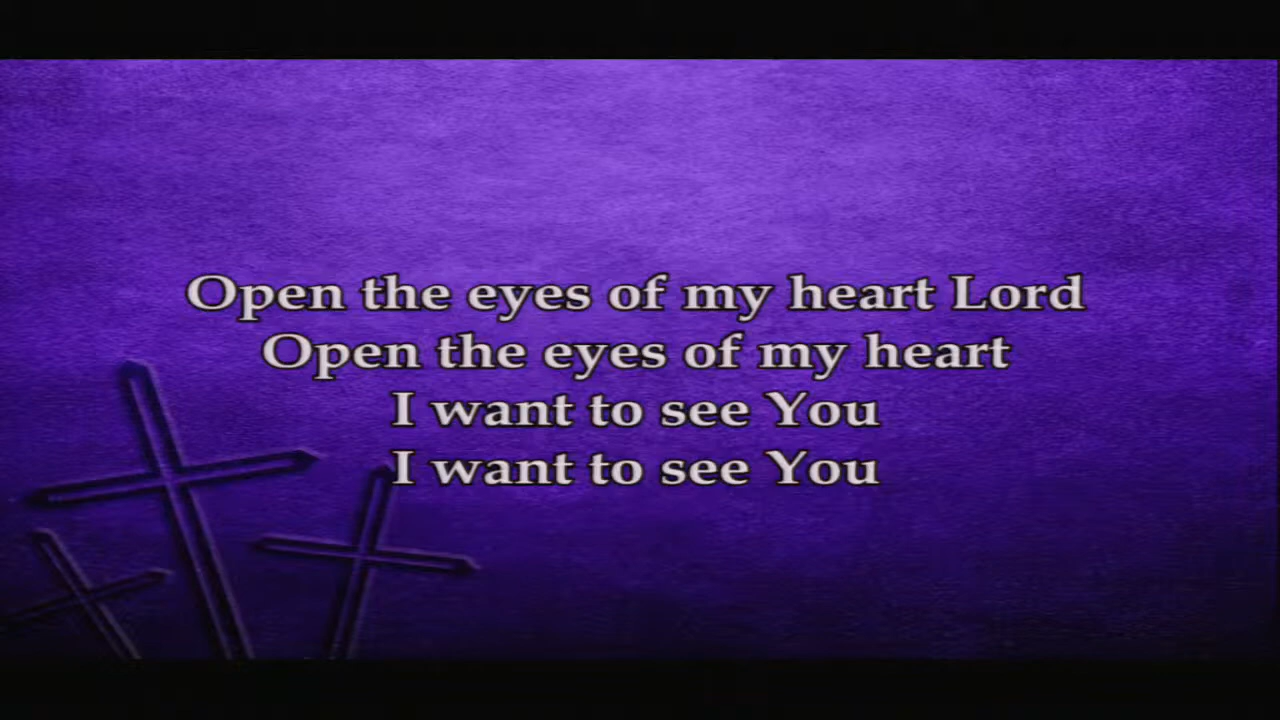 Open the eyes of my heart Lord
Open the eyes of my heart
I want to see You
I want to see You